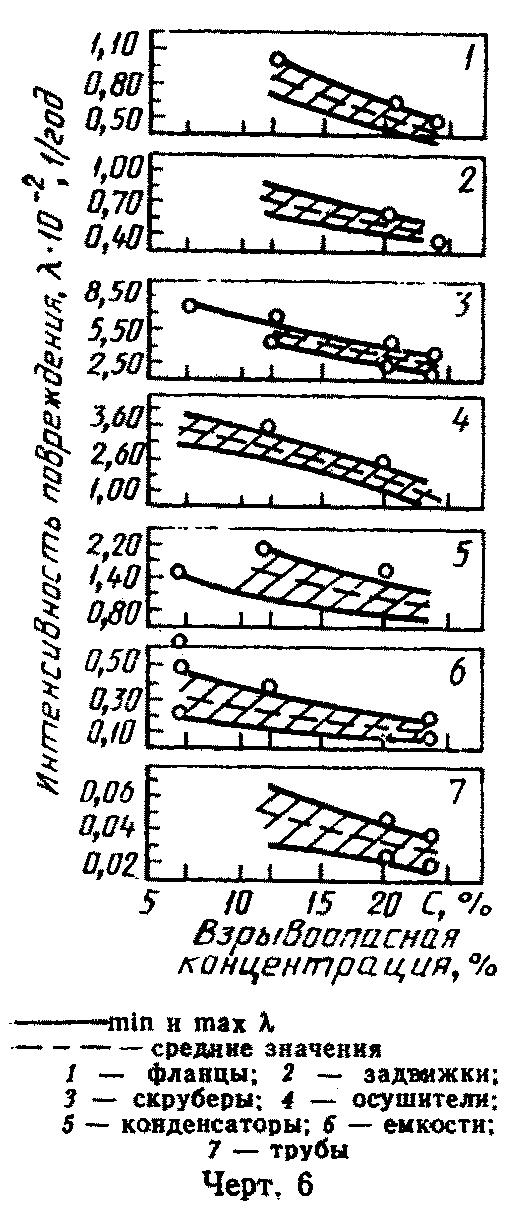 Интенсивность повреждения, λ·10⁻², 1/год
1,10
0,80
0,50
1
1,00
0,70
0,40
2
8,50
5,50
2,50
3
3,60
2,60
1,00
4
2,20
1,40
0,80
5
0,50
0,30
0,10
6
0,06
0,04
0,02
7
5 10 15 20 С, %
Взрывоопасная
концентрация, %
min и max λ
— средние значения
1 — фланцы; 2 — задвижки;
3 — скруберы; 4 — осушители;
5 — конденсаторы; 6 — емкости;
7 — трубы
Черт. 6